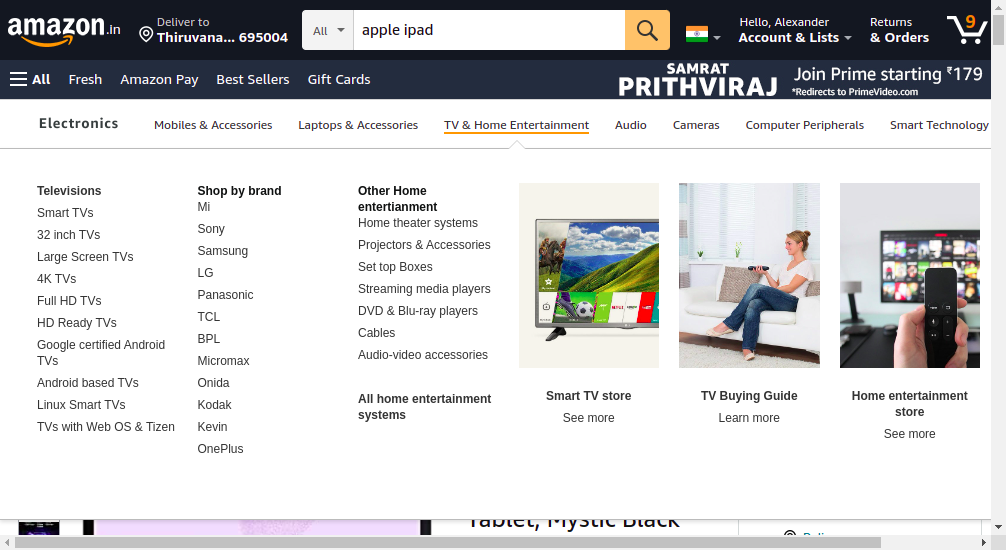 amazon.in
Deliver to
Thiruvana... 695004
All
apple ipad
Hello, Alexander
Account & Lists
Returns
& Orders
9
All
Fresh
Amazon Pay
Best Sellers
Gift Cards
SAMRAT
PRITHVIRAJ
Join Prime starting ₹179
*Redirects to PrimeVideo.com
Electronics
Mobiles & Accessories
Laptops & Accessories
TV & Home Entertainment
Audio
Cameras
Computer Peripherals
Smart Technology
Televisions
Smart TVs
32 inch TVs
Large Screen TVs
4K TVs
Full HD TVs
HD Ready TVs
Google certified Android
TVs
Android based TVs
Linux Smart TVs
TVs with Web OS & Tizen
Shop by brand
Mi
Sony
Samsung
LG
Panasonic
TCL
BPL
Micromax
Onida
Kodak
Kevin
OnePlus
Other Home
entertianment
Home theater systems
Projectors & Accessories
Set top Boxes
Streaming media players
DVD & Blu-ray players
Cables
Audio-video accessories
All home entertainment
systems
Smart TV store
See more
TV Buying Guide
Learn more
Home entertainment
store
See more
Tablet, Mystic Black